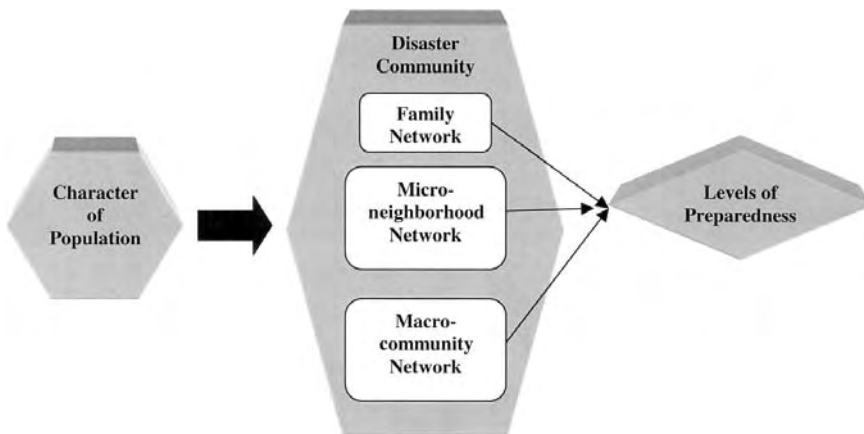 Disaster
Community
Family
Network
Character
of
Population
Micro-
neighborhood
Network
Levels of
Preparedness
Macro-
community
Network